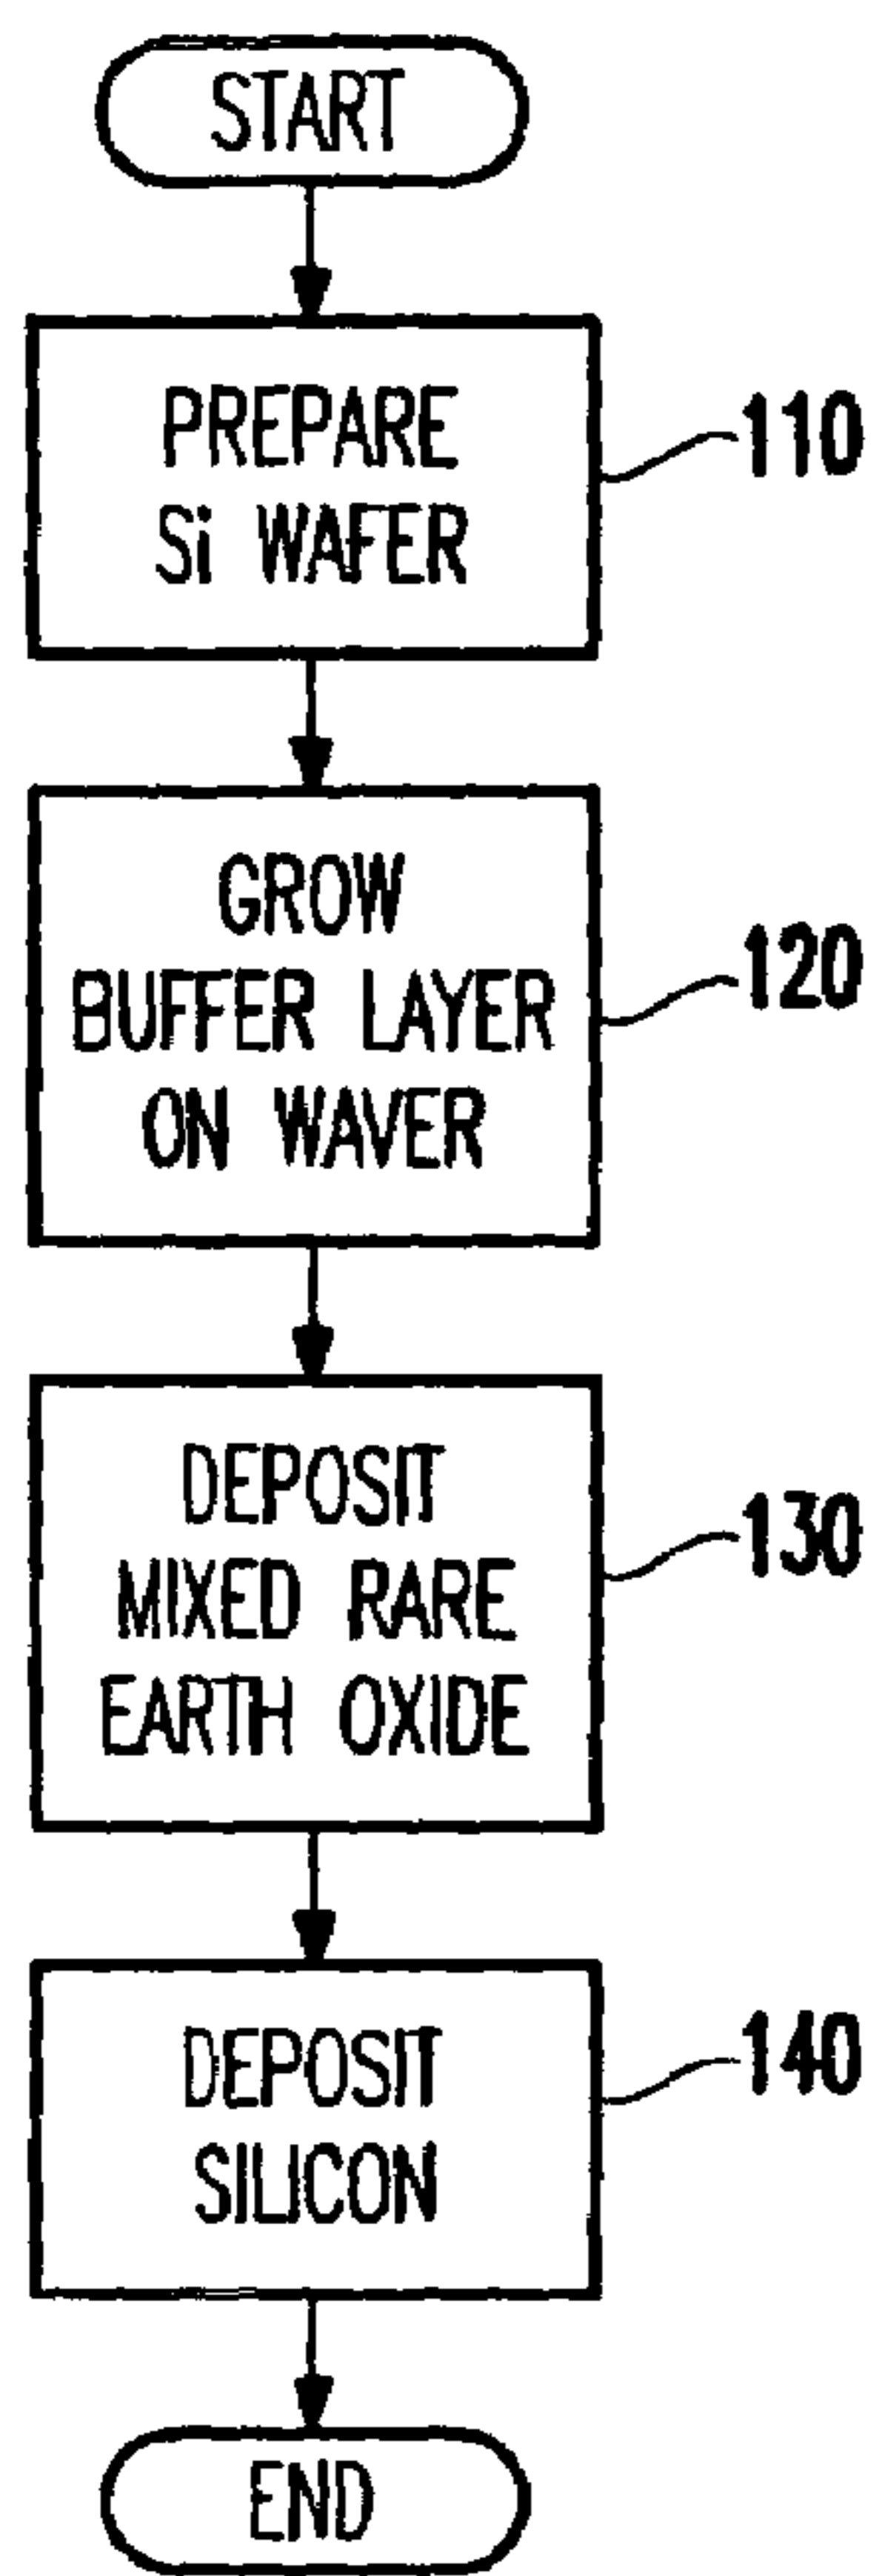 START
PREPARE
Si WAFER
110
GROW
BUFFER LAYER
ON WAVER
120
DEPOSIT
MIXED RARE
EARTH OXIDE
130
DEPOSIT
SILICON
140
END